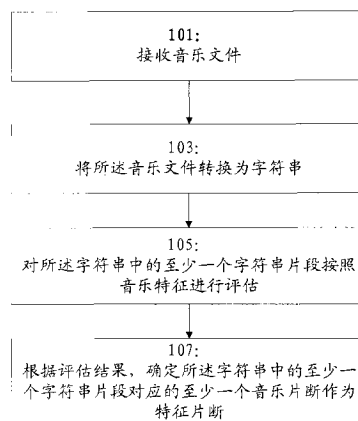 101:
接收音乐文件
103:
将所述音乐文件转换为字符串
105:
对所述字符串中的至少一个字符串片段按照
音乐特征进行评估
107:
根据评估结果，确定所述字符串中的至少一
个字符串片段对应的至少一个音乐片断作为
特征片断